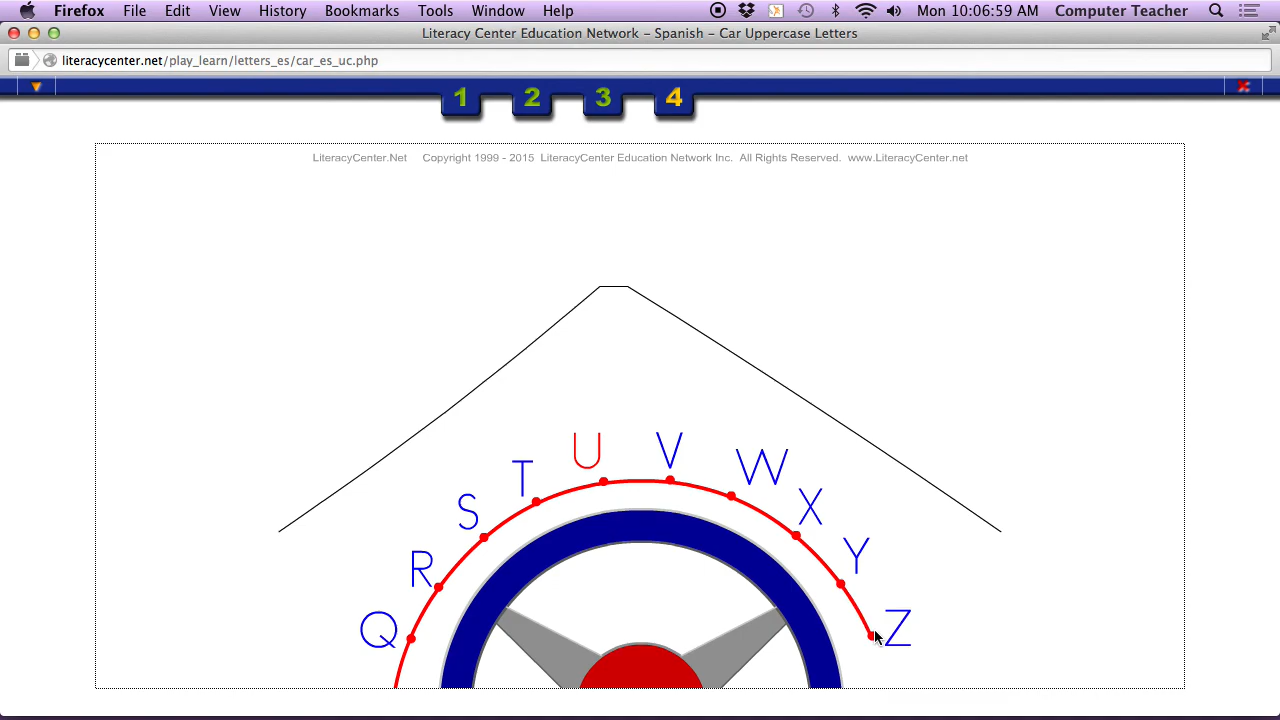 Firefox File Edit View History Bookmarks Tools Window Help Mon 10:06:59 AM Computer Teacher
Literacy Center Education Network - Spanish - Car Uppercase Letters
literacycenter.net/play_learn/letters_es/car_es_uc.php
1 2 3 4
LiteracyCenter.Net Copyright 1999 - 2015 LiteracyCenter Education Network Inc. All Rights Reserved. www.LiteracyCenter.net
Q R S T U V W X Y Z